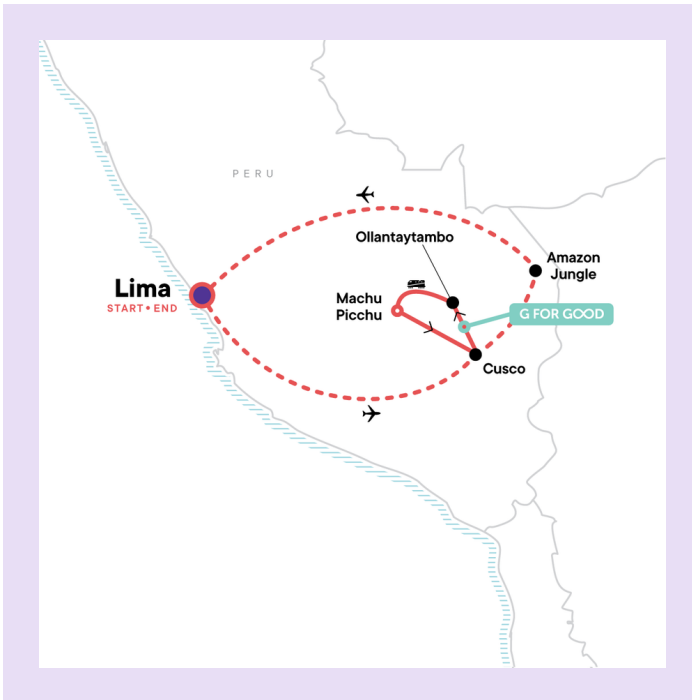 PERU
Ollantaytambo
Amazon
Jungle
Lima
START • END
Machu
Picchu
G FOR GOOD
Cusco